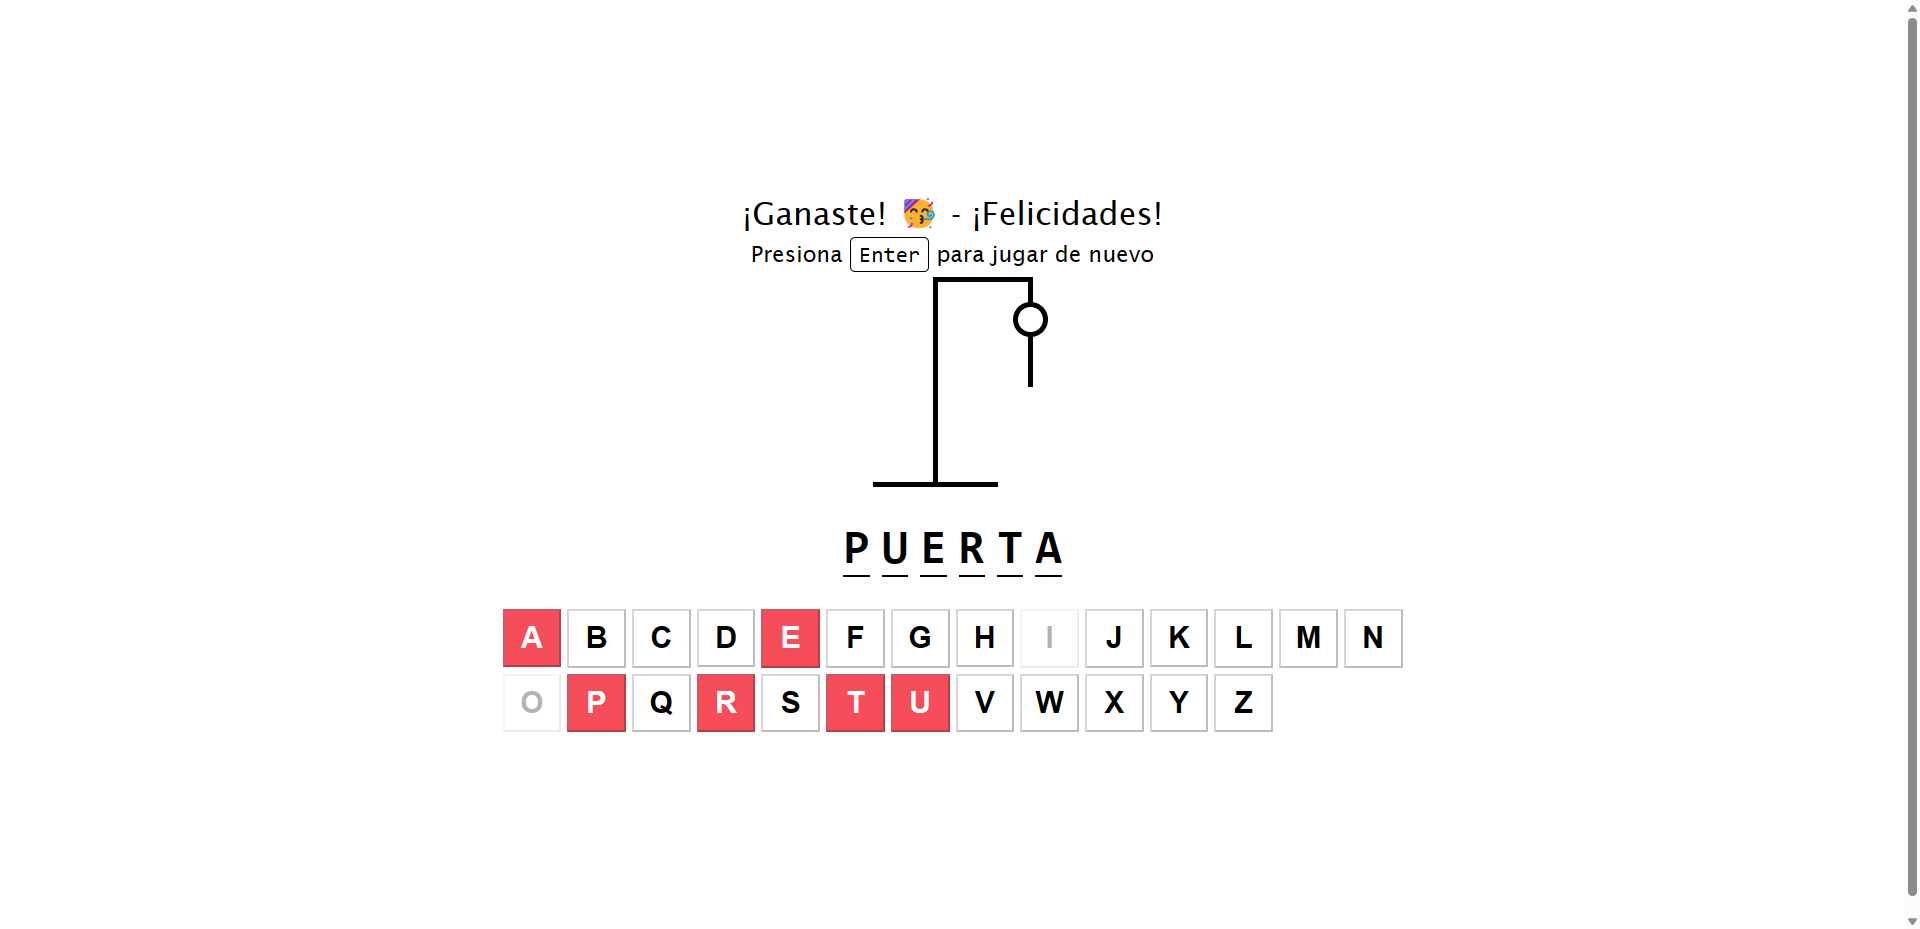 ¡Ganaste! 🥳 - ¡Felicidades!
Presiona Enter para jugar de nuevo
P U E R T A
A B C D E F G H I J K L M N
O P Q R S T U V W X Y Z